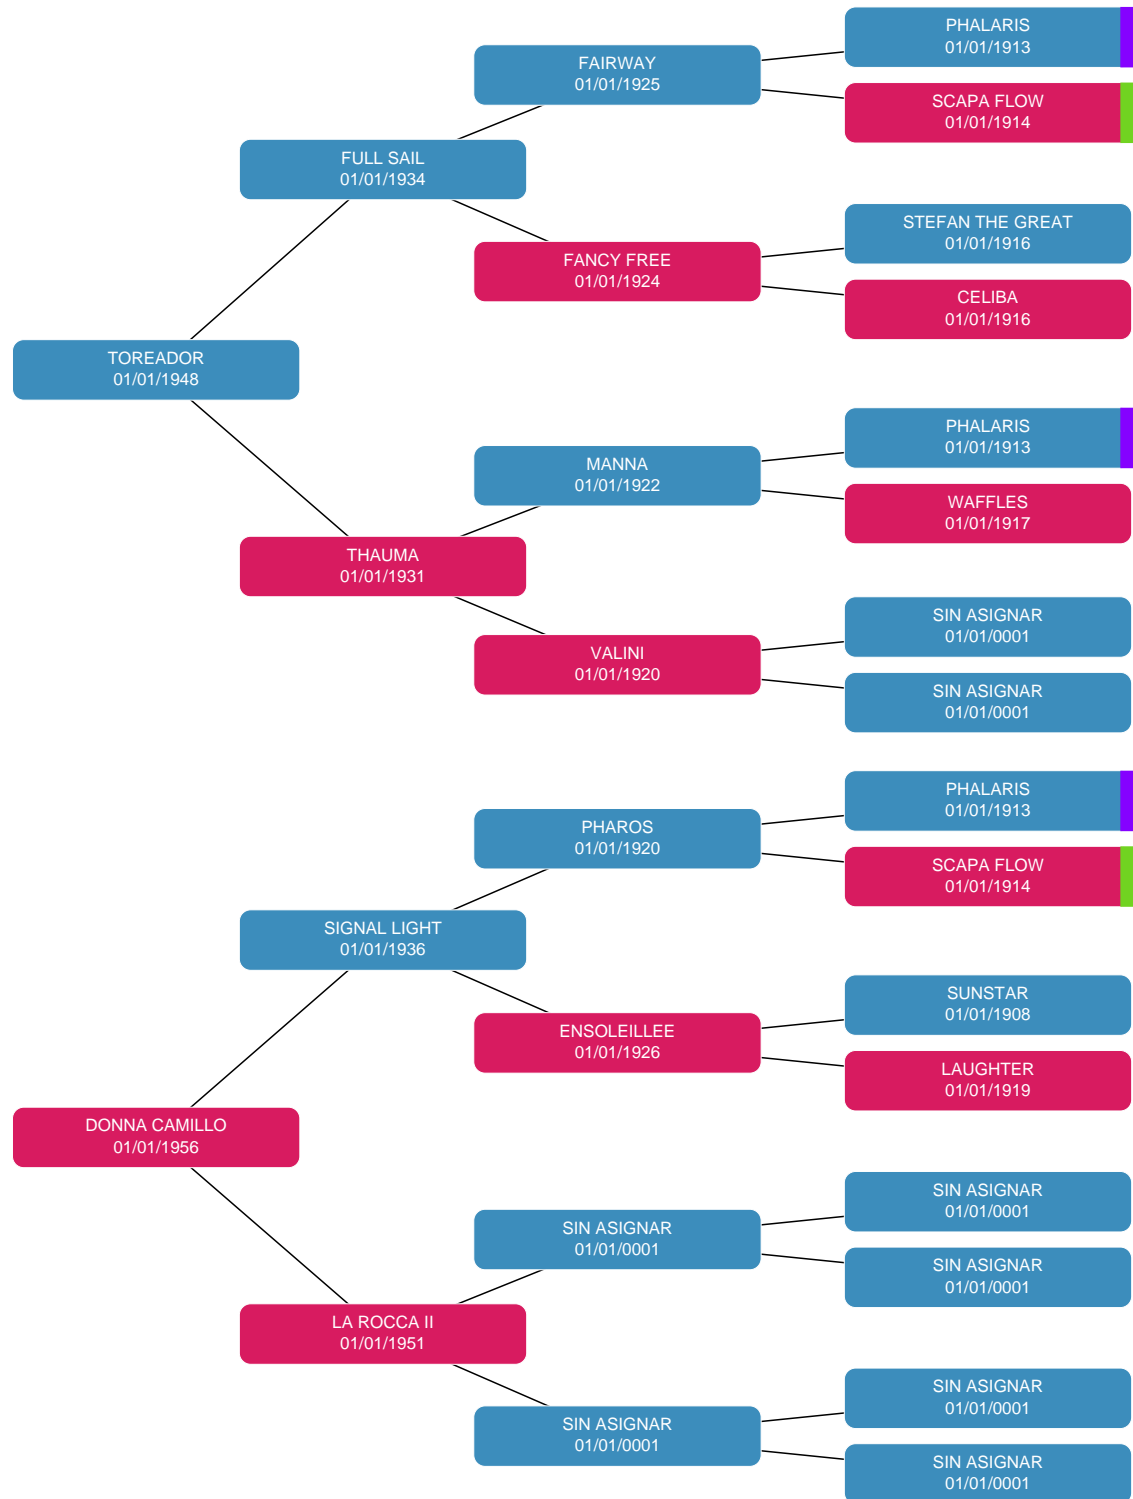 PHALARIS
01/01/1913
FAIRWAY
01/01/1925
SCAPA FLOW
01/01/1914
FULL SAIL
01/01/1934
STEFAN THE GREAT
01/01/1916
FANCY FREE
01/01/1924
CELIBA
01/01/1916
TOREADOR
01/01/1948
PHALARIS
01/01/1913
MANNA
01/01/1922
WAFFLES
01/01/1917
THAUMA
01/01/1931
SIN ASIGNAR
01/01/0001
VALINI
01/01/1920
SIN ASIGNAR
01/01/0001
PHALARIS
01/01/1913
PHAROS
01/01/1920
SCAPA FLOW
01/01/1914
SIGNAL LIGHT
01/01/1936
SUNSTAR
01/01/1908
ENSOLEILLEE
01/01/1926
LAUGHTER
01/01/1919
DONNA CAMILLO
01/01/1956
SIN ASIGNAR
01/01/0001
SIN ASIGNAR
01/01/0001
SIN ASIGNAR
01/01/0001
LA ROCCA II
01/01/1951
SIN ASIGNAR
01/01/0001
SIN ASIGNAR
01/01/0001
SIN ASIGNAR
01/01/0001